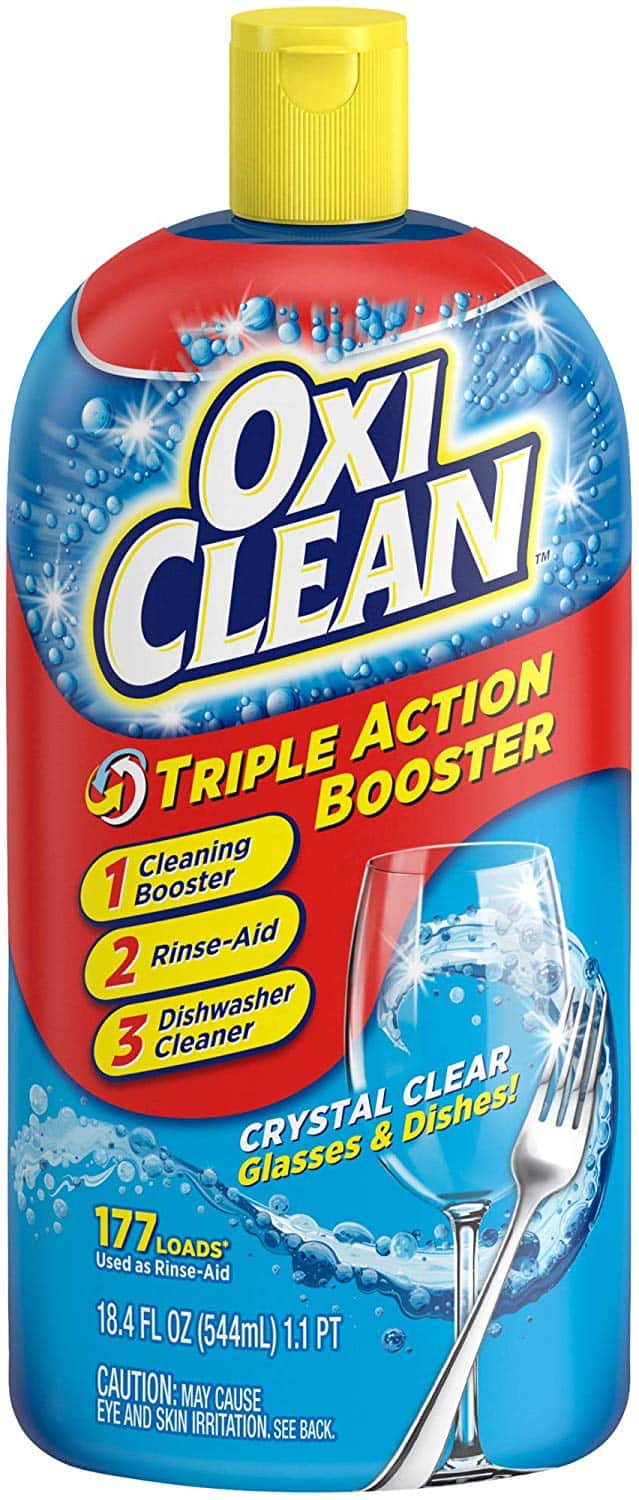 OXI
CLEAN™
TRIPLE ACTION
BOOSTER
1 Cleaning
Booster
2 Rinse-Aid
3 Dishwasher
Cleaner
CRYSTAL CLEAR
Glasses & Dishes!
177 LOADS*
Used as Rinse-Aid
18.4 FL OZ (544mL) 1.1 PT
CAUTION: MAY CAUSE
EYE AND SKIN IRRITATION. SEE BACK.